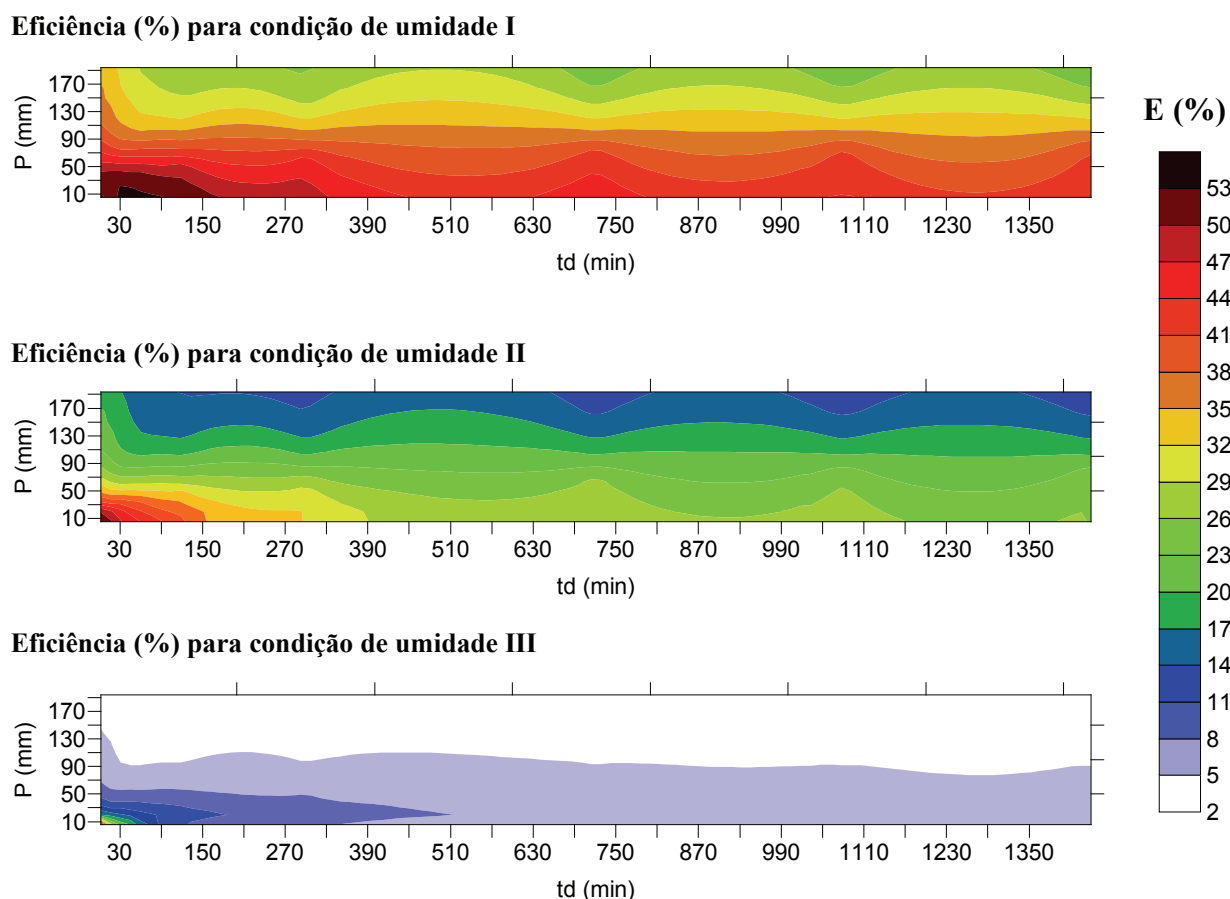 Eficiência (%) para condição de umidade I
170
130
90
50
10
P (mm)
30 150 270 390 510 630 750 870 990 1110 1230 1350
td (min)
Eficiência (%) para condição de umidade II
170
130
90
50
10
P (mm)
30 150 270 390 510 630 750 870 990 1110 1230 1350
td (min)
Eficiência (%) para condição de umidade III
170
130
90
50
10
P (mm)
30 150 270 390 510 630 750 870 990 1110 1230 1350
td (min)
E (%)
53
50
47
44
41
38
35
32
29
26
23
20
17
14
11
8
5
2